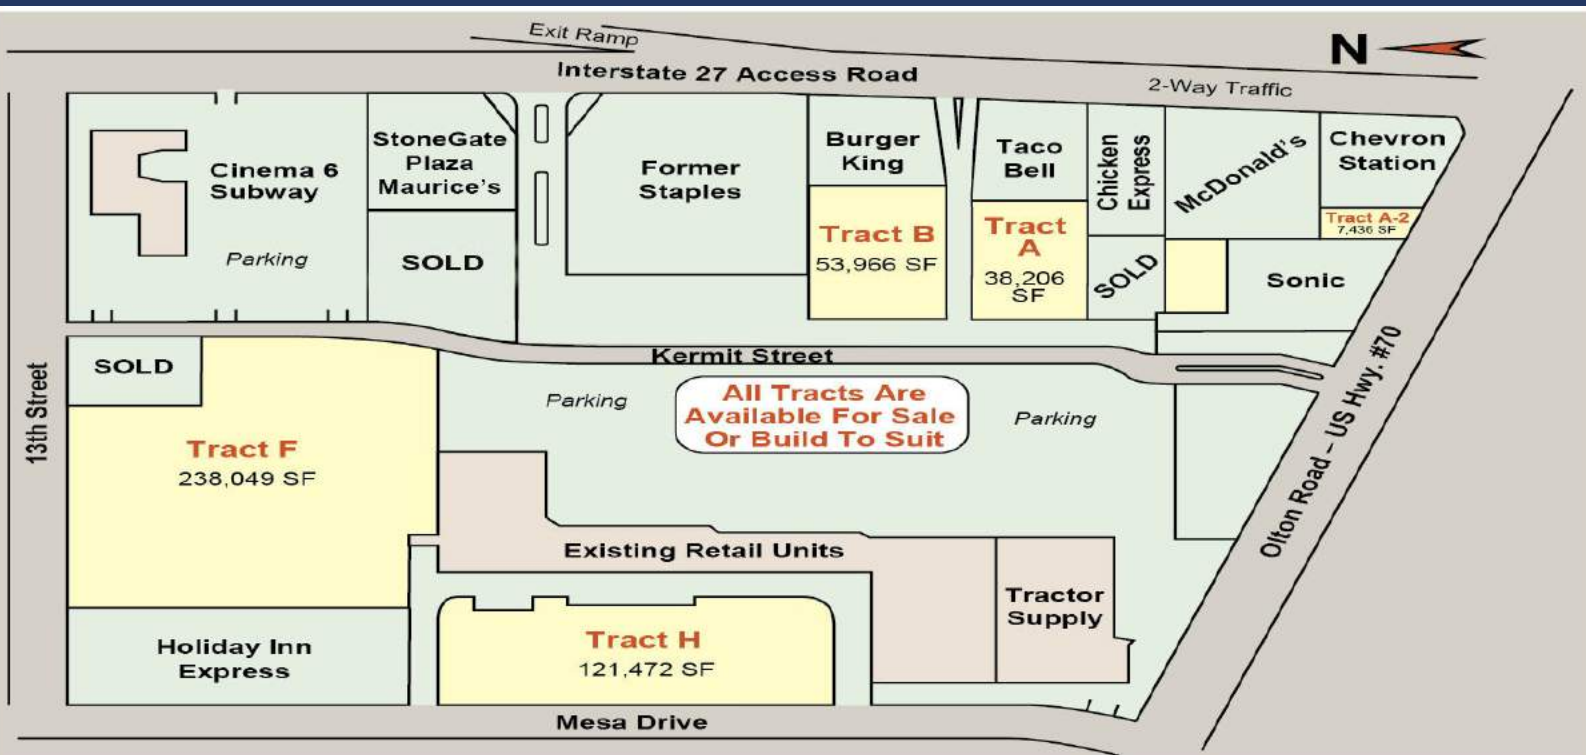 Exit Ramp
Interstate 27 Access Road
2-Way Traffic
N
Cinema 6
Subway
Parking
StoneGate
Plaza
Maurice's
SOLD
Former
Staples
Burger
King
Tract B
53,966 SF
Taco
Bell
Tract
A
38,206
SF
Chicken
Express
SOLD
McDonald's
Chevron
Station
Tract A-2
7,436 SF
Sonic
Kermit Street
13th Street
SOLD
Tract F
238,049 SF
Parking
All Tracts Are
Available For Sale
Or Build To Suit
Parking
Olton Road – US Hwy. #70
Existing Retail Units
Tractor
Supply
Holiday Inn
Express
Tract H
121,472 SF
Mesa Drive